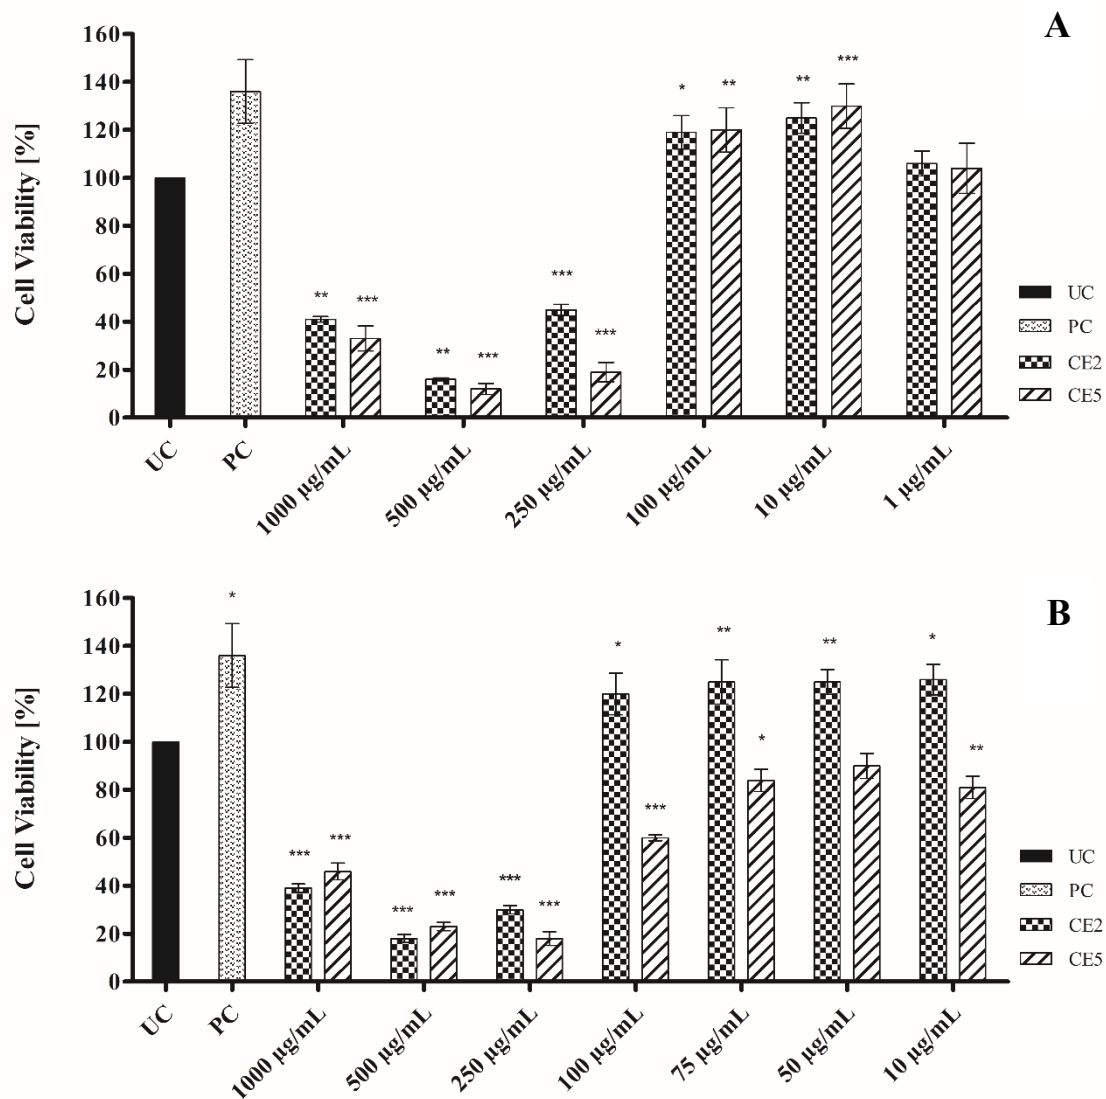 A
160
140
120
100
80
60
40
20
0
Cell Viability [%]
* ** ** ***
***
** *** ** *** ***
UC PC 1000 µg/mL 500 µg/mL 250 µg/mL 100 µg/mL 10 µg/mL 1 µg/mL
UC
PC
CE2
CE5
B
160
140
120
100
80
60
40
20
0
Cell Viability [%]
* * ** ** *
*** * **
*** *** *** *** *** ***
UC PC 1000 µg/mL 500 µg/mL 250 µg/mL 100 µg/mL 75 µg/mL 50 µg/mL 10 µg/mL
UC
PC
CE2
CE5